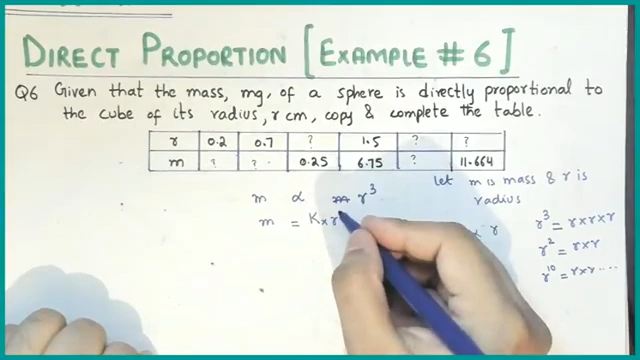 DIRECT PROPORTION [EXAMPLE # 6]
Q6 Given that the mass, mg, of a sphere is directly proportional to
the cube of its radius, r cm, copy & complete the table.
r 0.2 0.7 ? 1.5 ? ?
m ? ? 0.25 6.75 ? 11.664
let m is mass & r is
radius
m ∝ r³
m = K × r
∝ r
r³ = r×r×r
r² = r×r
r¹⁰ = r×r....